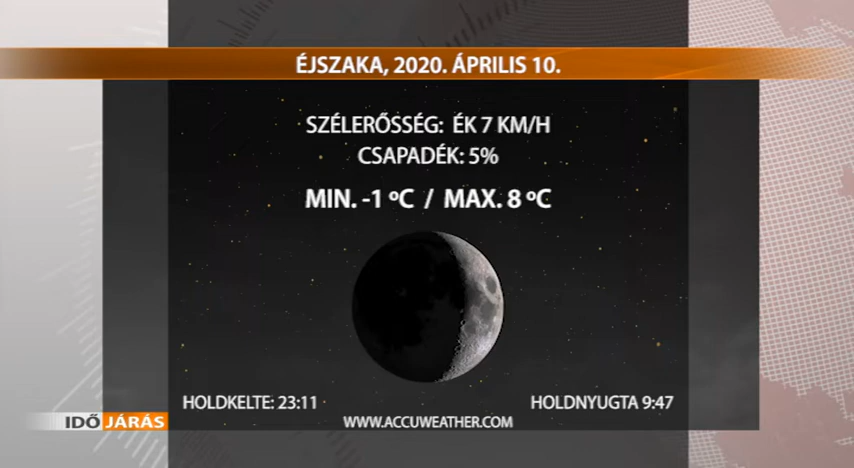 ÉJSZAKA, 2020. ÁPRILIS 10.
SZÉLERŐSSÉG: ÉK 7 KM/H
CSAPADÉK: 5%
MIN. -1 ºC / MAX. 8 ºC
HOLDKELTE: 23:11
HOLDNYUGTA 9:47
WWW.ACCUWEATHER.COM
IDŐJÁRÁS